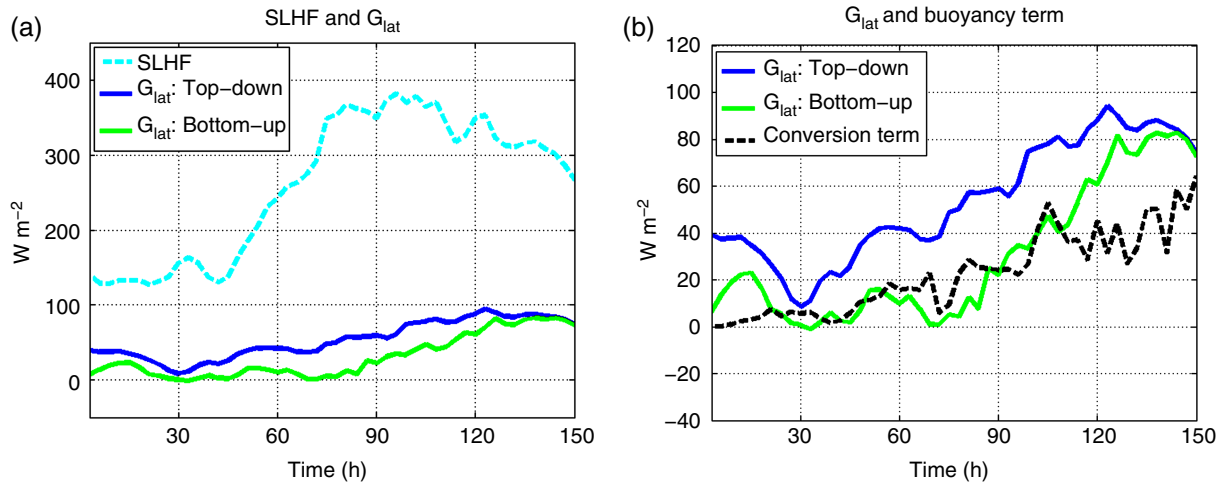 (a)
SLHF and Glat
W m−2
400
300
200
100
0
SLHF
Glat: Top−down
Glat: Bottom−up
30
60
90
120
150
Time (h)
(b)
Glat and buoyancy term
W m−2
120
100
80
60
40
20
0
−20
−40
Glat: Top−down
Glat: Bottom−up
Conversion term
30
60
90
120
150
Time (h)